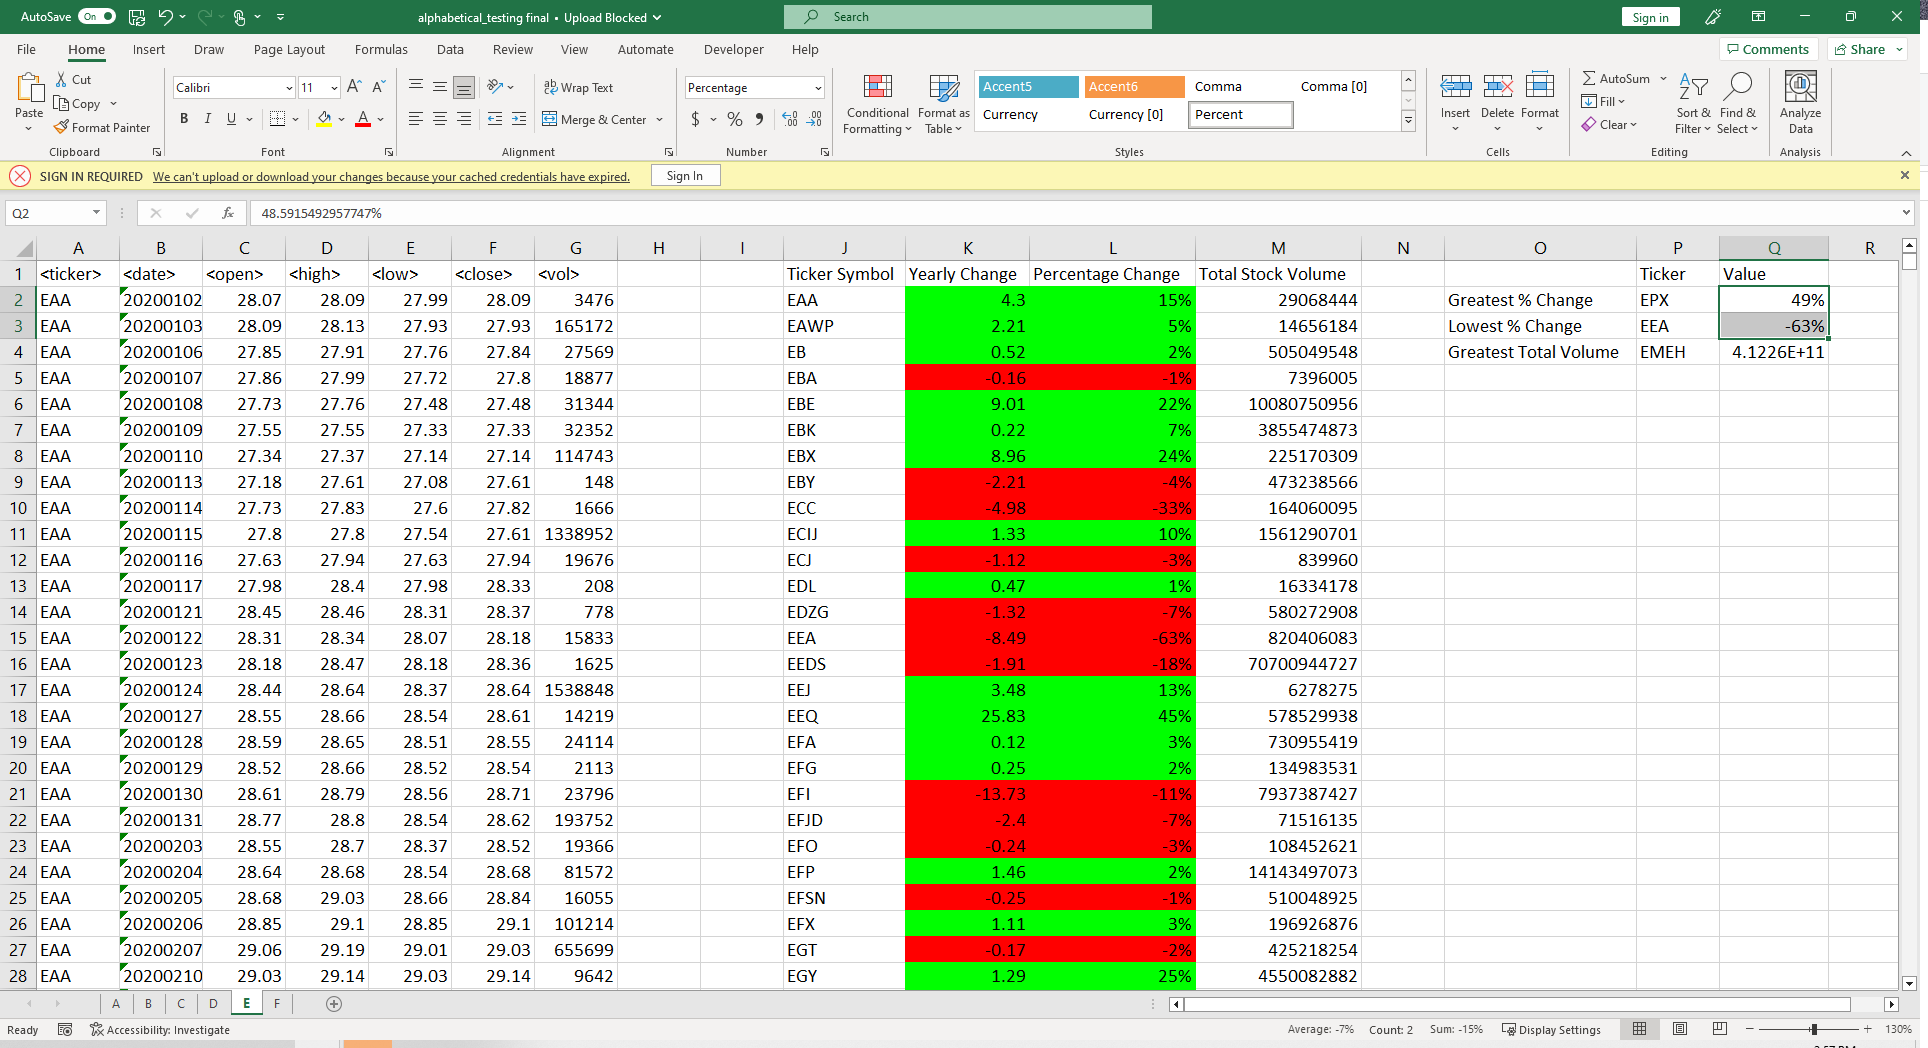 AutoSave On alphabetical_testing final • Upload Blocked Search Sign in
File Home Insert Draw Page Layout Formulas Data Review View Automate Developer Help Comments Share
Paste Cut Copy Format Painter Clipboard
Calibri 11 A A B I U A Font
Wrap Text Merge & Center Alignment
Percentage $ % Number
Conditional Formatting Format as Table
Accent5 Accent6 Comma Comma [0]
Currency Currency [0] Percent
Styles
Insert Delete Format Cells
AutoSum Fill Clear Sort & Filter Find & Select Editing
Analyze Data Analysis
SIGN IN REQUIRED We can't upload or download your changes because your cached credentials have expired. Sign In
Q2 fx 48.5915492957747%
A B C D E F G H I J K L M N O P Q R
1 <ticker> <date> <open> <high> <low> <close> <vol> Ticker Symbol Yearly Change Percentage Change Total Stock Volume Ticker Value
2 EAA 20200102 28.07 28.09 27.99 28.09 3476 EAA 4.3 15% 29068444 Greatest % Change EPX 49%
3 EAA 20200103 28.09 28.13 27.93 27.93 165172 EAWP 2.21 5% 14656184 Lowest % Change EEA -63%
4 EAA 20200106 27.85 27.91 27.76 27.84 27569 EB 0.52 2% 505049548 Greatest Total Volume EMEH 4.1226E+11
5 EAA 20200107 27.86 27.99 27.72 27.8 18877 EBA -0.16 -1% 7396005
6 EAA 20200108 27.73 27.76 27.48 27.48 31344 EBE 9.01 22% 10080750956
7 EAA 20200109 27.55 27.55 27.33 27.33 32352 EBK 0.22 7% 3855474873
8 EAA 20200110 27.34 27.37 27.14 27.14 114743 EBX 8.96 24% 225170309
9 EAA 20200113 27.18 27.61 27.08 27.61 148 EBY -2.21 -4% 473238566
10 EAA 20200114 27.73 27.83 27.6 27.82 1666 ECC -4.98 -33% 164060095
11 EAA 20200115 27.8 27.8 27.54 27.61 1338952 ECIJ 1.33 10% 1561290701
12 EAA 20200116 27.63 27.94 27.63 27.94 19676 ECJ -1.12 -3% 839960
13 EAA 20200117 27.98 28.4 27.98 28.33 208 EDL 0.47 1% 16334178
14 EAA 20200121 28.45 28.46 28.31 28.37 778 EDZG -1.32 -7% 580272908
15 EAA 20200122 28.31 28.34 28.07 28.18 15833 EEA -8.49 -63% 820406083
16 EAA 20200123 28.18 28.47 28.18 28.36 1625 EEDS -1.91 -18% 70700944727
17 EAA 20200124 28.44 28.64 28.37 28.64 1538848 EEJ 3.48 13% 6278275
18 EAA 20200127 28.55 28.66 28.54 28.61 14219 EEQ 25.83 45% 578529938
19 EAA 20200128 28.59 28.65 28.51 28.55 24114 EFA 0.12 3% 730955419
20 EAA 20200129 28.52 28.66 28.52 28.54 2113 EFG 0.25 2% 134983531
21 EAA 20200130 28.61 28.79 28.56 28.71 23796 EFI -13.73 -11% 7937387427
22 EAA 20200131 28.77 28.8 28.54 28.62 193752 EFJD -2.4 -7% 71516135
23 EAA 20200203 28.55 28.7 28.37 28.52 19366 EFO -0.24 -3% 108452621
24 EAA 20200204 28.64 28.68 28.54 28.68 81572 EFP 1.46 2% 14143497073
25 EAA 20200205 28.68 29.03 28.66 28.84 16055 EFSN -0.25 -1% 510048925
26 EAA 20200206 28.85 29.1 28.85 29.1 101214 EFX 1.11 3% 196926876
27 EAA 20200207 29.06 29.19 29.01 29.03 655699 EGT -0.17 -2% 425218254
28 EAA 20200210 29.03 29.14 29.03 29.14 9642 EGY 1.29 25% 4550082882
A B C D E F
Ready Accessibility: Investigate Average: -7% Count: 2 Sum: -15% Display Settings 130%